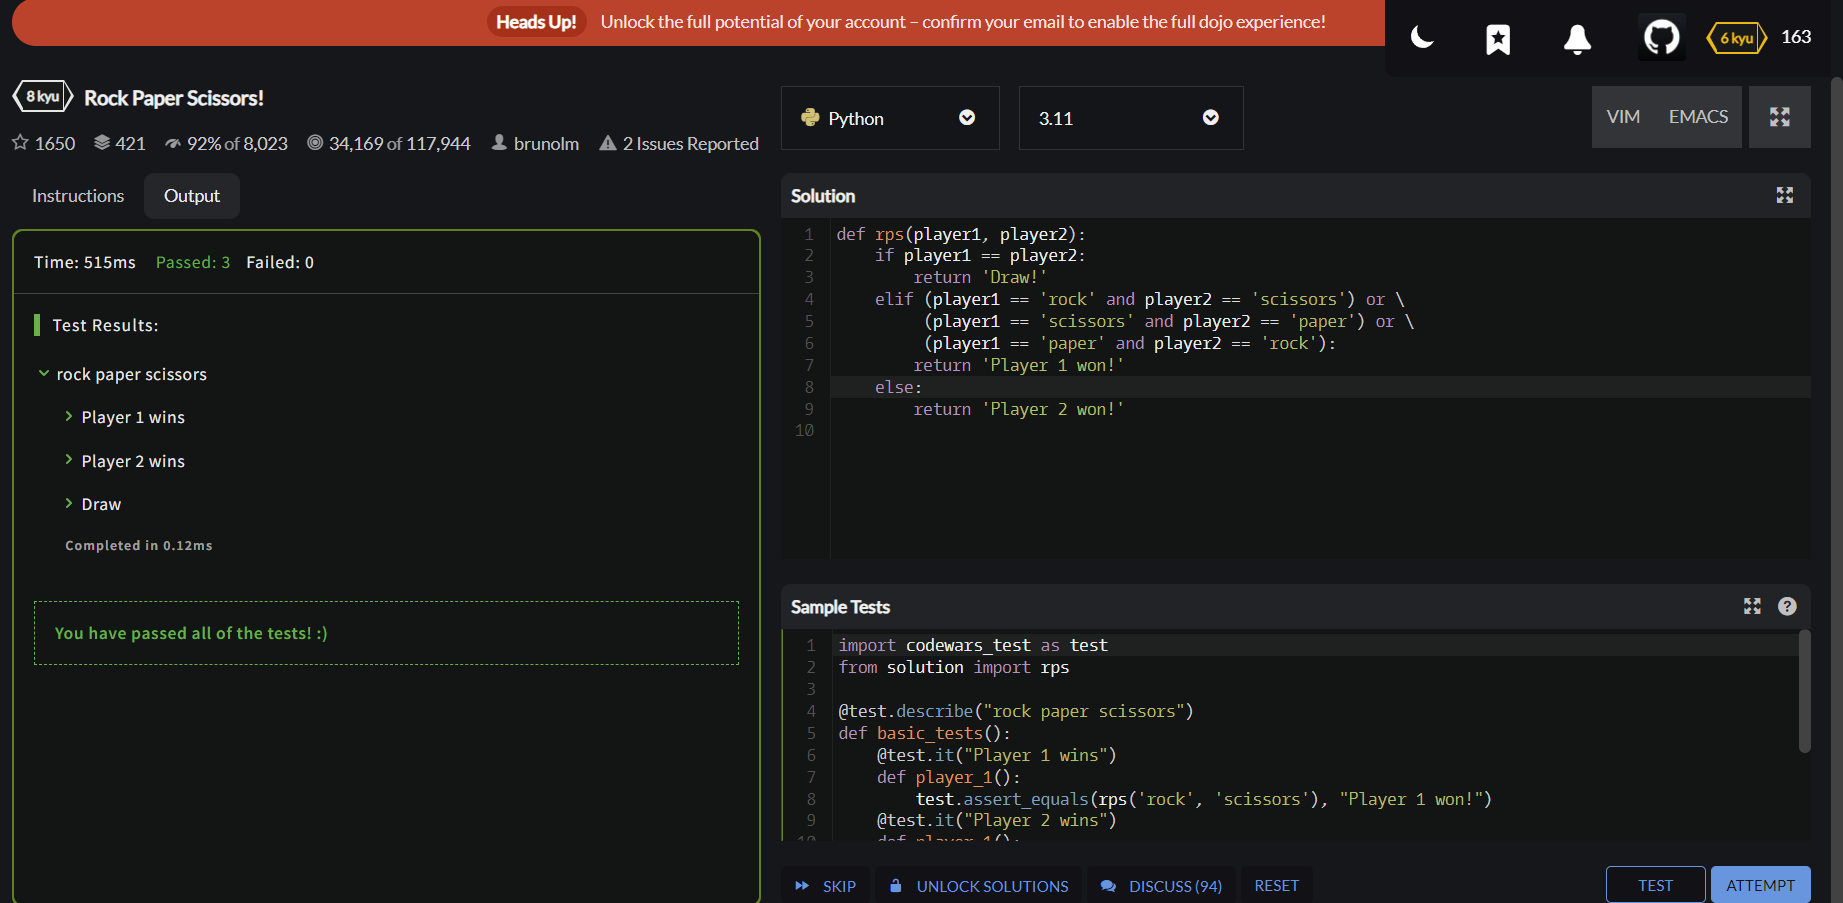 Heads Up! Unlock the full potential of your account – confirm your email to enable the full dojo experience!
6 kyu 163
8 kyu Rock Paper Scissors!
1650 421 92% of 8,023 34,169 of 117,944 brunolm 2 Issues Reported
Python 3.11
VIM EMACS
Instructions Output
Time: 515ms Passed: 3 Failed: 0
Test Results:
rock paper scissors
Player 1 wins
Player 2 wins
Draw
Completed in 0.12ms
You have passed all of the tests! :)
Solution
1 def rps(player1, player2):
2 if player1 == player2:
3 return 'Draw!'
4 elif (player1 == 'rock' and player2 == 'scissors') or \
5 (player1 == 'scissors' and player2 == 'paper') or \
6 (player1 == 'paper' and player2 == 'rock'):
7 return 'Player 1 won!'
8 else:
9 return 'Player 2 won!'
10
Sample Tests
1 import codewars_test as test
2 from solution import rps
3
4 @test.describe("rock paper scissors")
5 def basic_tests():
6 @test.it("Player 1 wins")
7 def player_1():
8 test.assert_equals(rps('rock', 'scissors'), "Player 1 won!")
9 @test.it("Player 2 wins")
10 def player_1():
SKIP UNLOCK SOLUTIONS DISCUSS (94) RESET TEST ATTEMPT